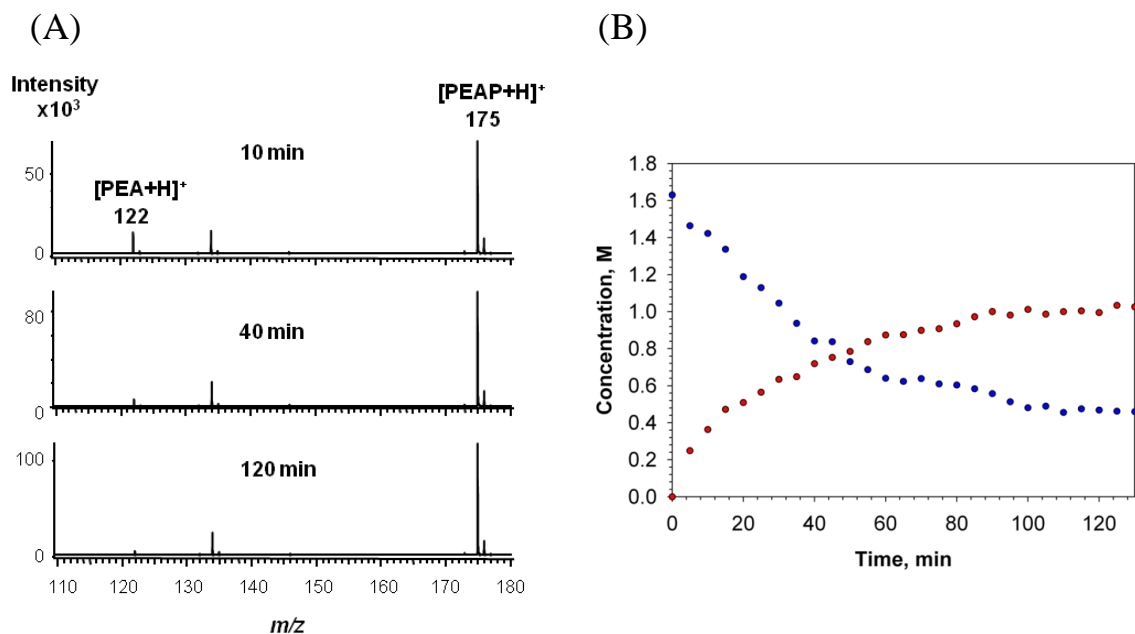 (A)
(B)
Intensity
x10³
[PEAP+H]⁺
175
10 min
50
[PEA+H]⁺
122
0
80
40 min
0
100
120 min
0
110 120 130 140 150 160 170 180
m/z
1.8
1.6
1.4
1.2
1.0
0.8
0.6
0.4
0.2
0.0
Concentration, M
0 20 40 60 80 100 120
Time, min